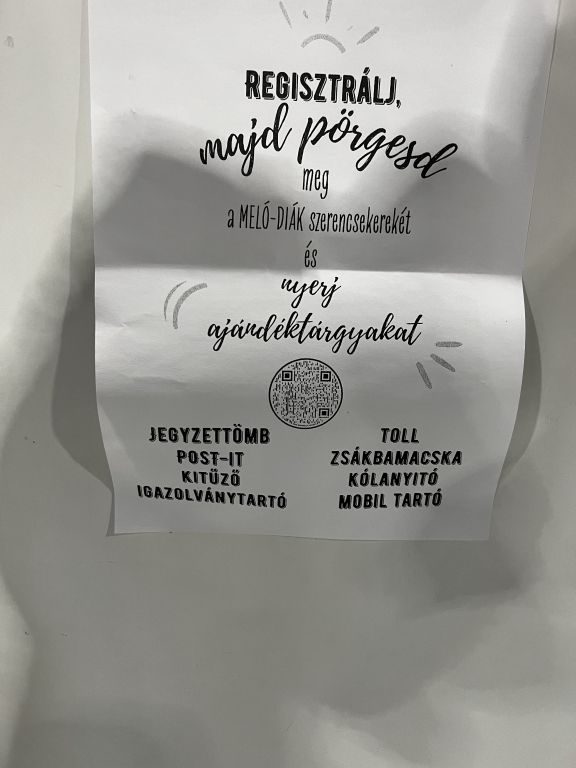 REGISZTRÁLJ,
majd pörgesd
meg
a MELÓ-DIÁK szerencsekerekét
és
nyerj
ajándéktárgyakat
JEGYZETTÖMB
POST-IT
KITŰZŐ
IGAZOLVÁNYTARTÓ
TOLL
ZSÁKBAMACSKA
KÓLANYITÓ
MOBIL TARTÓ